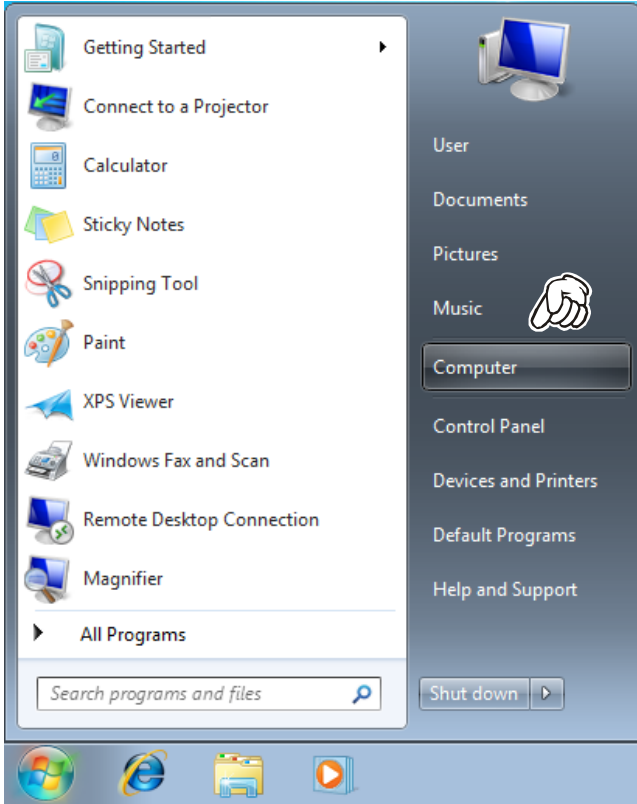 Getting Started
Connect to a Projector
Calculator
Sticky Notes
Snipping Tool
Paint
XPS Viewer
Windows Fax and Scan
Remote Desktop Connection
Magnifier
All Programs
Search programs and files
User
Documents
Pictures
Music
Computer
Control Panel
Devices and Printers
Default Programs
Help and Support
Shut down